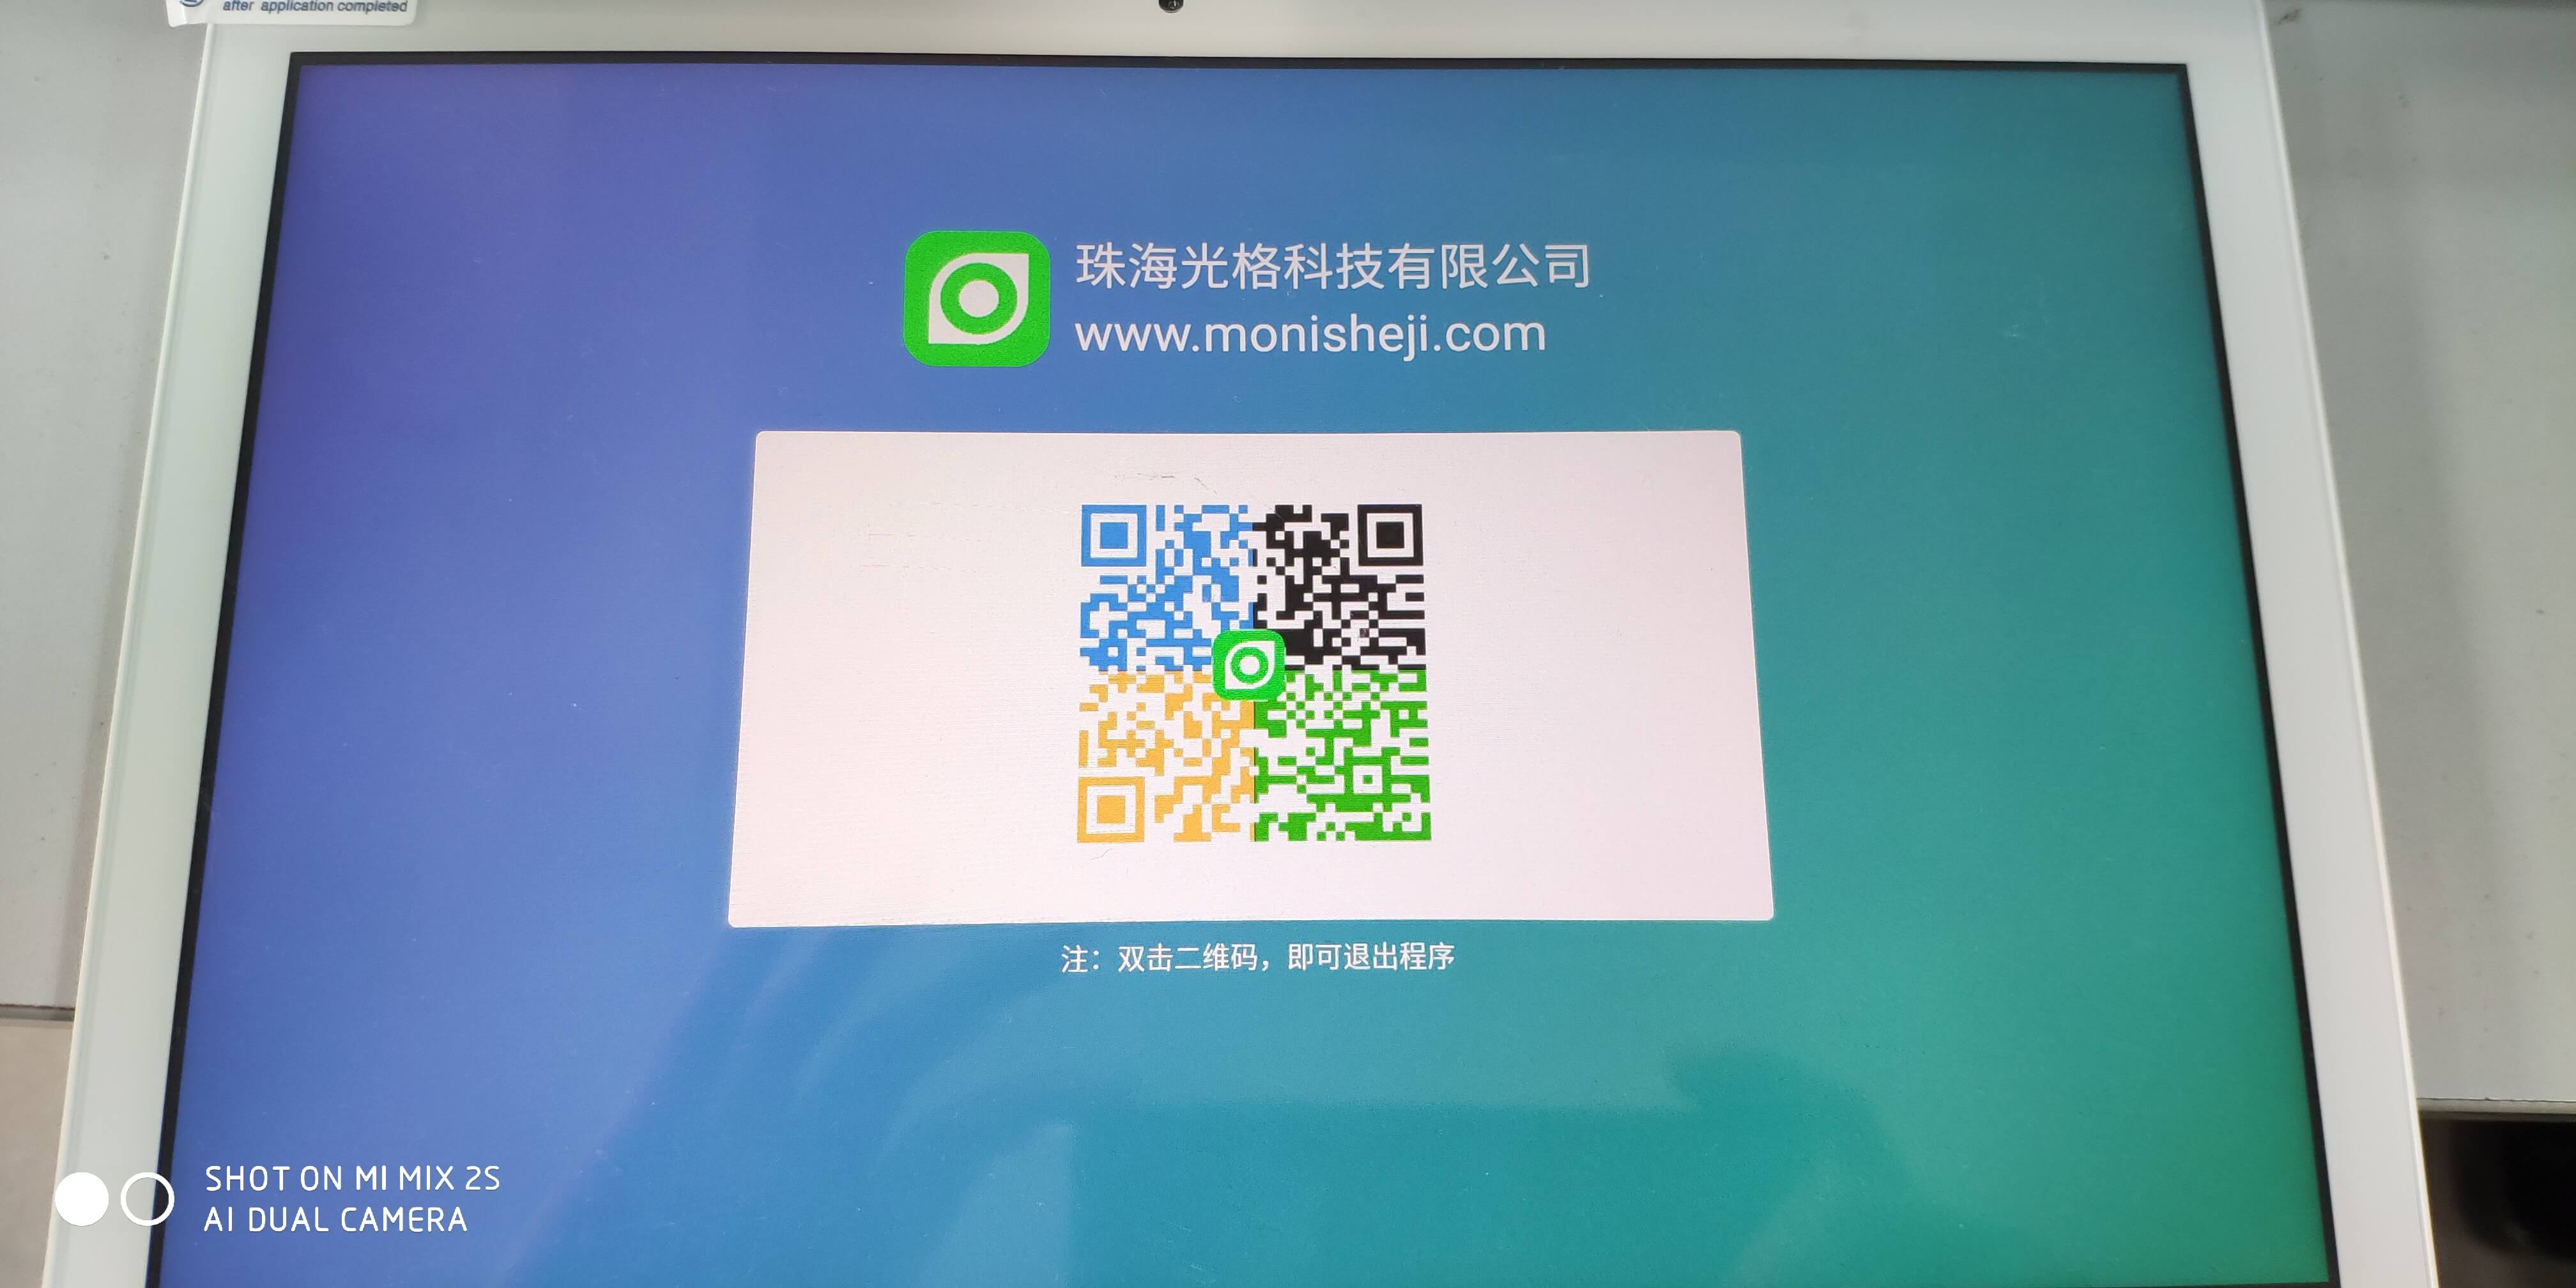 after application completed
珠海光格科技有限公司
www.monisheji.com
注：双击二维码，即可退出程序
SHOT ON MI MIX 2S
AI DUAL CAMERA